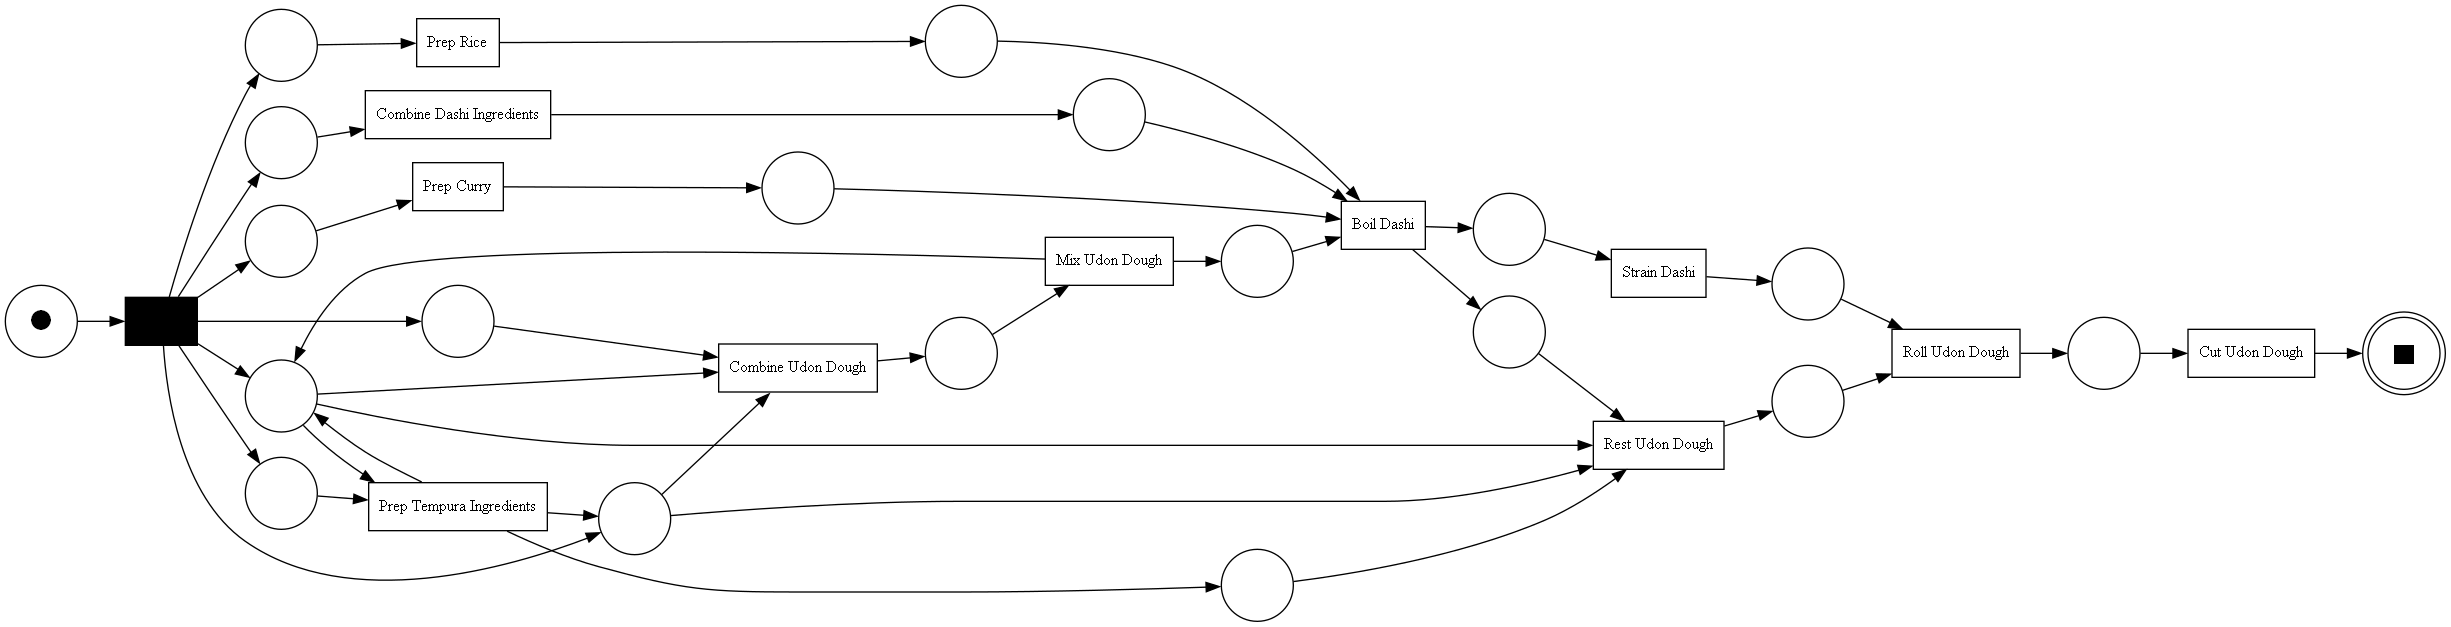 Prep Rice
Combine Dashi Ingredients
Prep Curry
Boil Dashi
Mix Udon Dough
Strain Dashi
Combine Udon Dough
Roll Udon Dough
Cut Udon Dough
Rest Udon Dough
Prep Tempura Ingredients